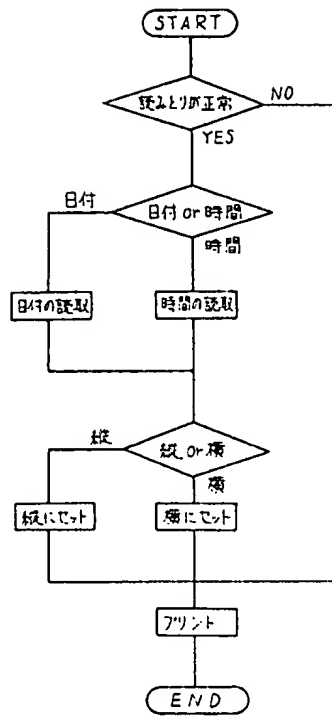 START
読みとりが正常
NO
YES
日付
日付 or 時間
時間
日付の読取
時間の読取
縦
縦 or 横
横
縦にセット
横にセット
プリント
END